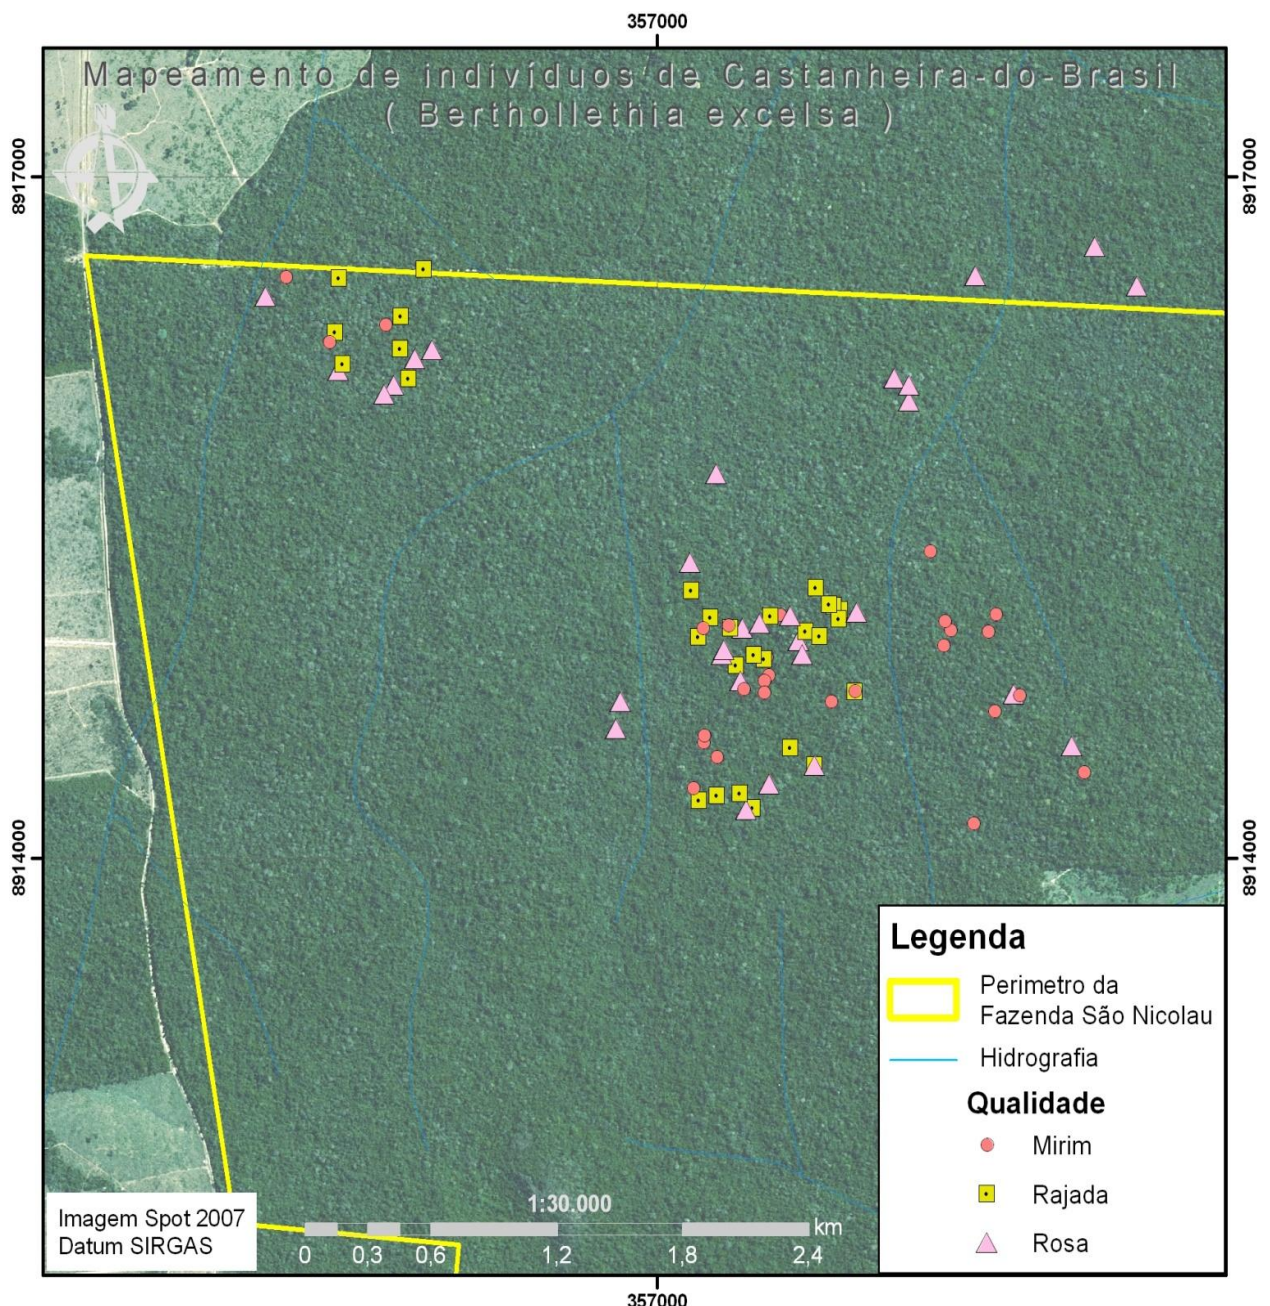 357000
Mapeamento de indivíduos de Castanheira-do-Brasil
( Berthollethia excelsa )
N
8917000
8917000
8914000
8914000
Legenda
Perimetro da
Fazenda São Nicolau
Hidrografia
Qualidade
Mirim
Rajada
Rosa
Imagem Spot 2007
Datum SIRGAS
1:30.000
km
0 0,3 0,6 1,2 1,8 2,4
357000